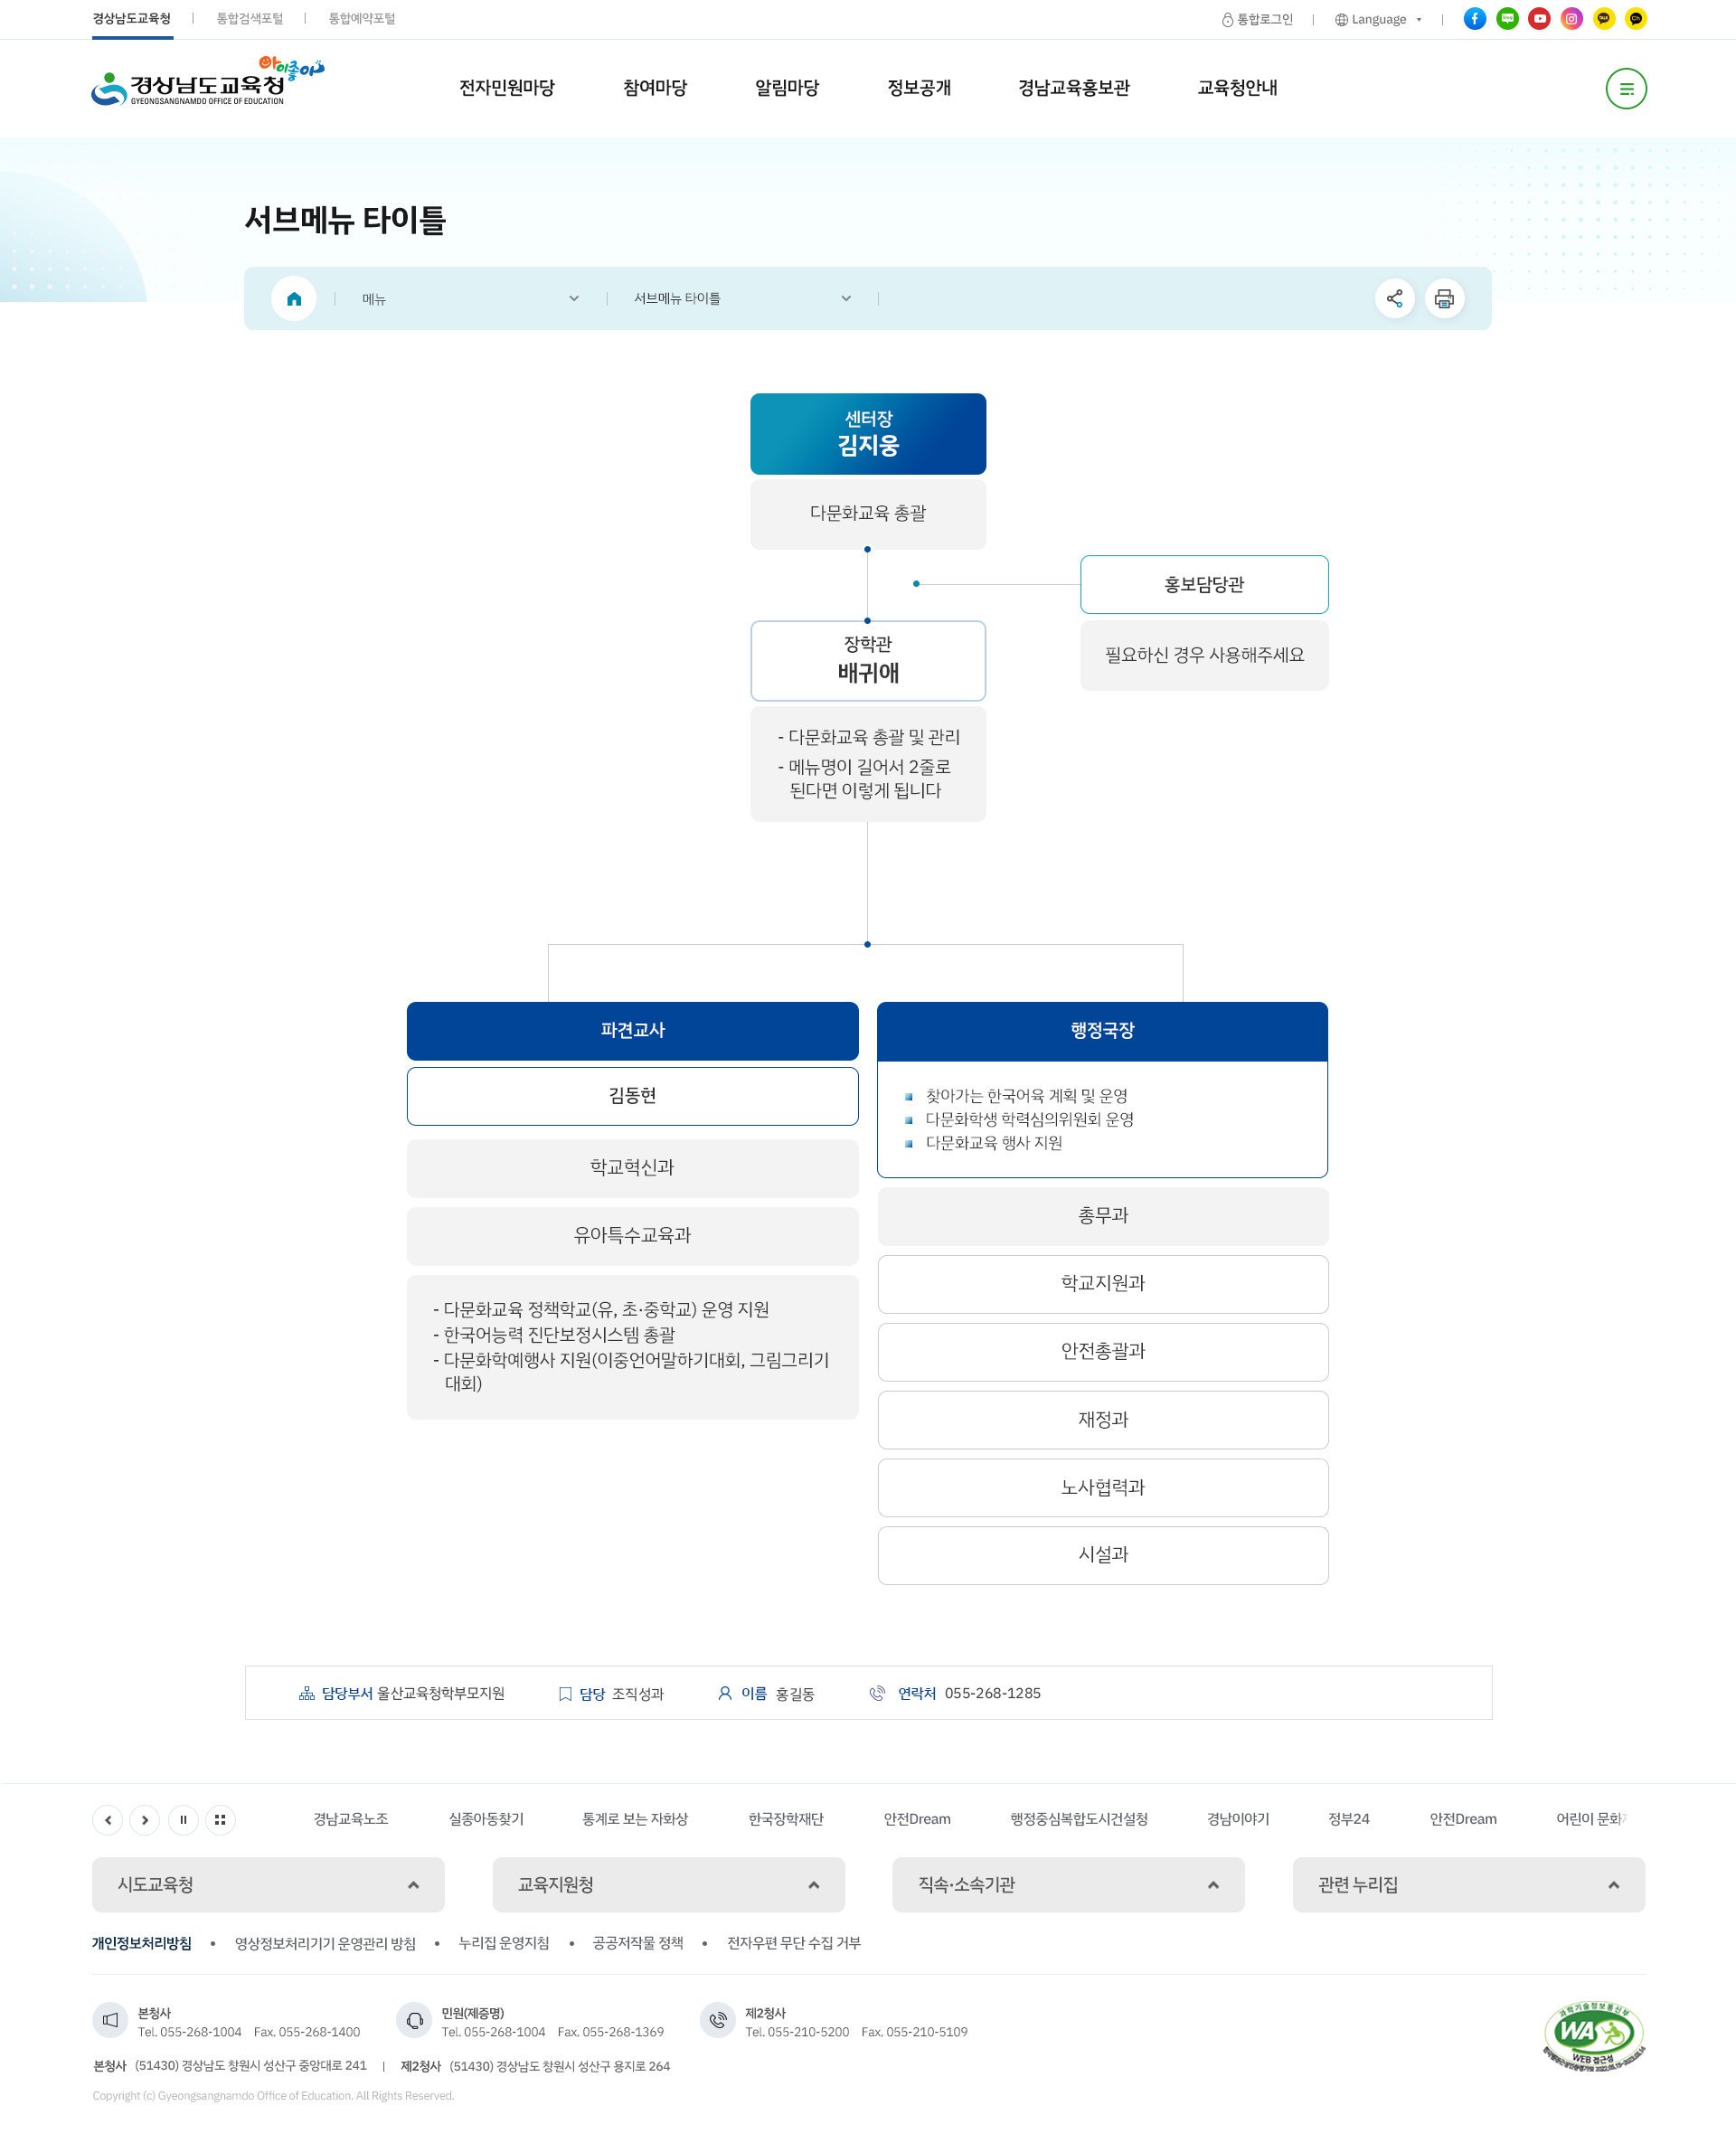 경상남도교육청
통합검색포털
통합예약포털
통합로그인
Language
경상남도교육청
아이좋아
GYEONGSANGNAMDO OFFICE OF EDUCATION
전자민원마당
참여마당
알림마당
정보공개
경남교육홍보관
교육청안내
서브메뉴 타이틀
메뉴
서브메뉴 타이틀
센터장
김지웅
다문화교육 총괄
홍보담당관
필요하신 경우 사용해주세요
장학관
배귀애
- 다문화교육 총괄 및 관리
- 메뉴명이 길어서 2줄로
된다면 이렇게 됩니다
파견교사
김동현
학교혁신과
유아특수교육과
- 다문화교육 정책학교(유, 초·중학교) 운영 지원
- 한국어능력 진단보정시스템 총괄
- 다문화학예행사 지원(이중언어말하기대회, 그림그리기
대회)
행정국장
찾아가는 한국어육 계획 및 운영
다문화학생 학력심의위원회 운영
다문화교육 행사 지원
총무과
학교지원과
안전총괄과
재정과
노사협력과
시설과
담당부서 울산교육청학부모지원
담당 조직성과
이름 홍길동
연락처 055-268-1285
경남교육노조
실종아동찾기
통계로 보는 자화상
한국장학재단
안전Dream
행정중심복합도시건설청
경남이야기
정부24
안전Dream
어린이 문화
시도교육청
교육지원청
직속·소속기관
관련 누리집
개인정보처리방침
영상정보처리기기 운영관리 방침
누리집 운영지침
공공저작물 정책
전자우편 무단 수집 거부
본청사
Tel. 055-268-1004 Fax. 055-268-1400
민원(제증명)
Tel. 055-268-1004 Fax. 055-268-1369
제2청사
Tel. 055-210-5200 Fax. 055-210-5109
본청사 (51430) 경상남도 창원시 성산구 중앙대로 241
제2청사 (51430) 경상남도 창원시 성산구 용지로 264
Copyright (c) Gyeongsangnamdo Office of Education. All Rights Reserved.
과학기술정보통신부
WA
WEB 접근성